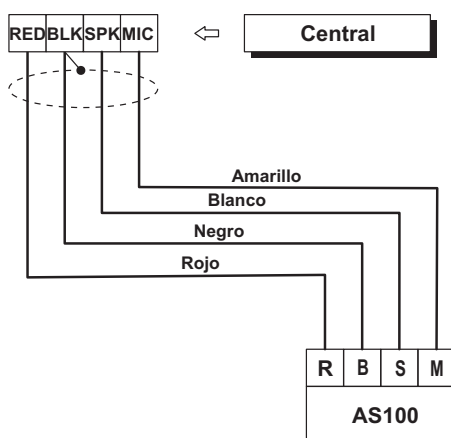 RED BLK SPK MIC
Central
Amarillo
Blanco
Negro
Rojo
R B S M
AS100